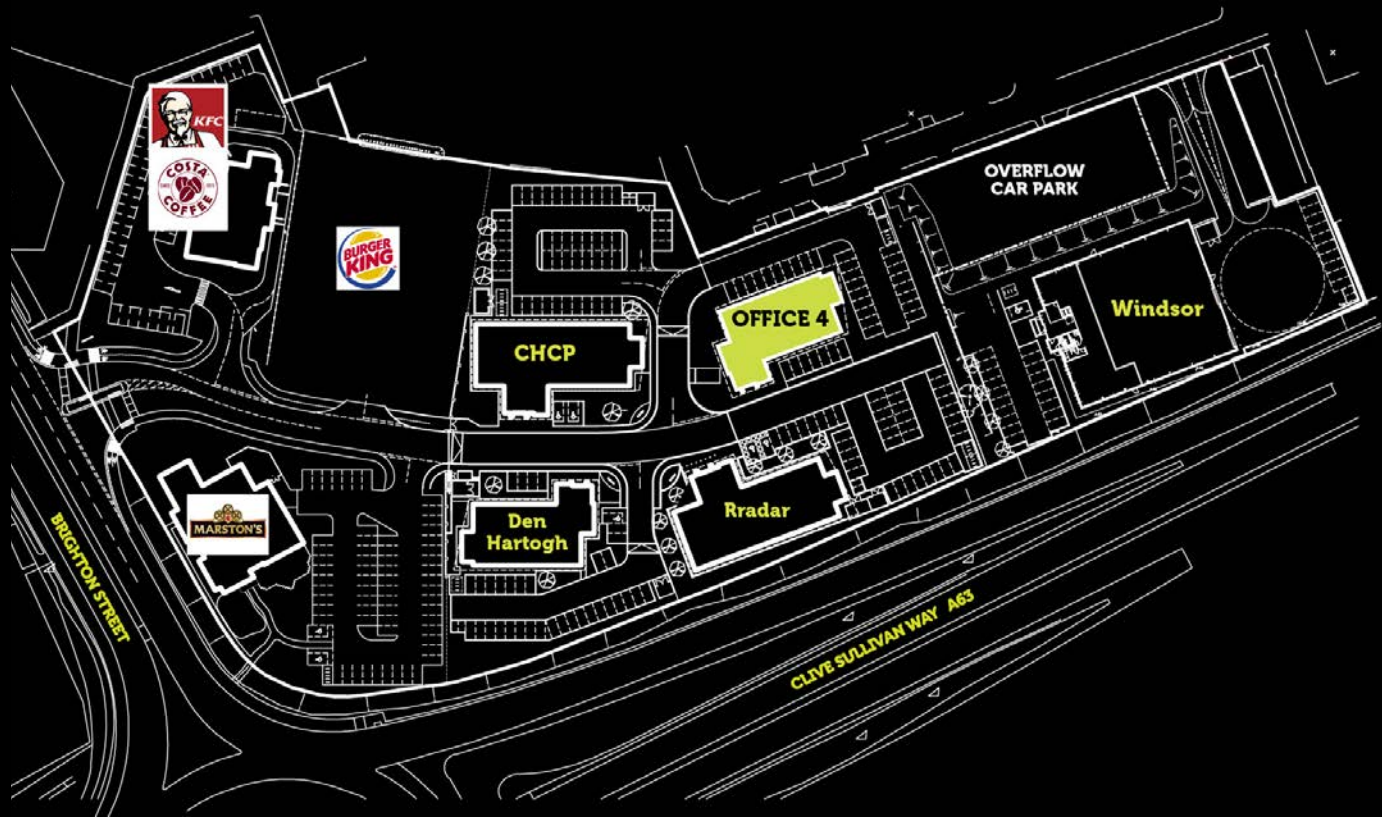 KFC
COSTA
COFFEE
BURGER
KING
OVERFLOW
CAR PARK
OFFICE 4
Windsor
CHCP
MARSTON'S
Den
Hartogh
Rradar
BRIGHTON STREET
CLIVE SULLIVAN WAY A63